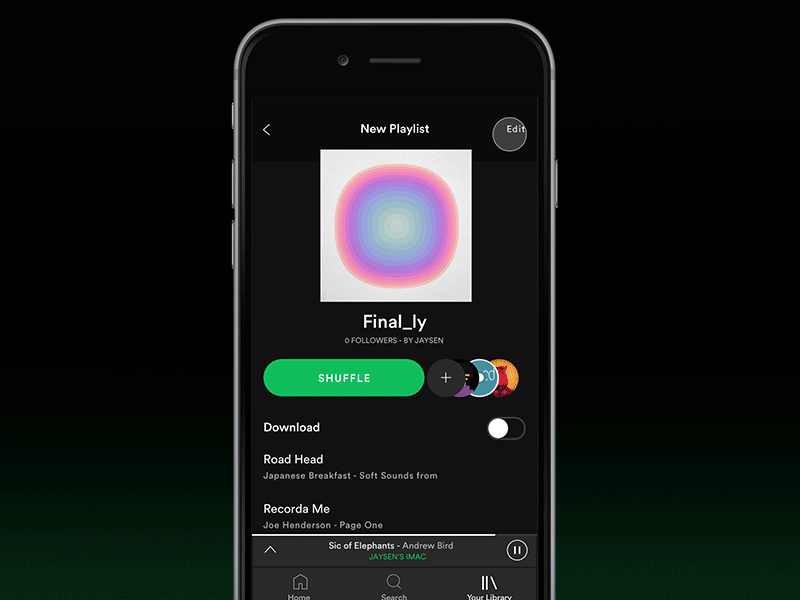 New Playlist
Edit
Final_ly
0 FOLLOWERS - BY JAYSEN
SHUFFLE
Download
Road Head
Japanese Breakfast - Soft Sounds from
Recorda Me
Joe Henderson - Page One
Sic of Elephants - Andrew Bird
JAYSEN'S IMAC
Home
Search
Your Library